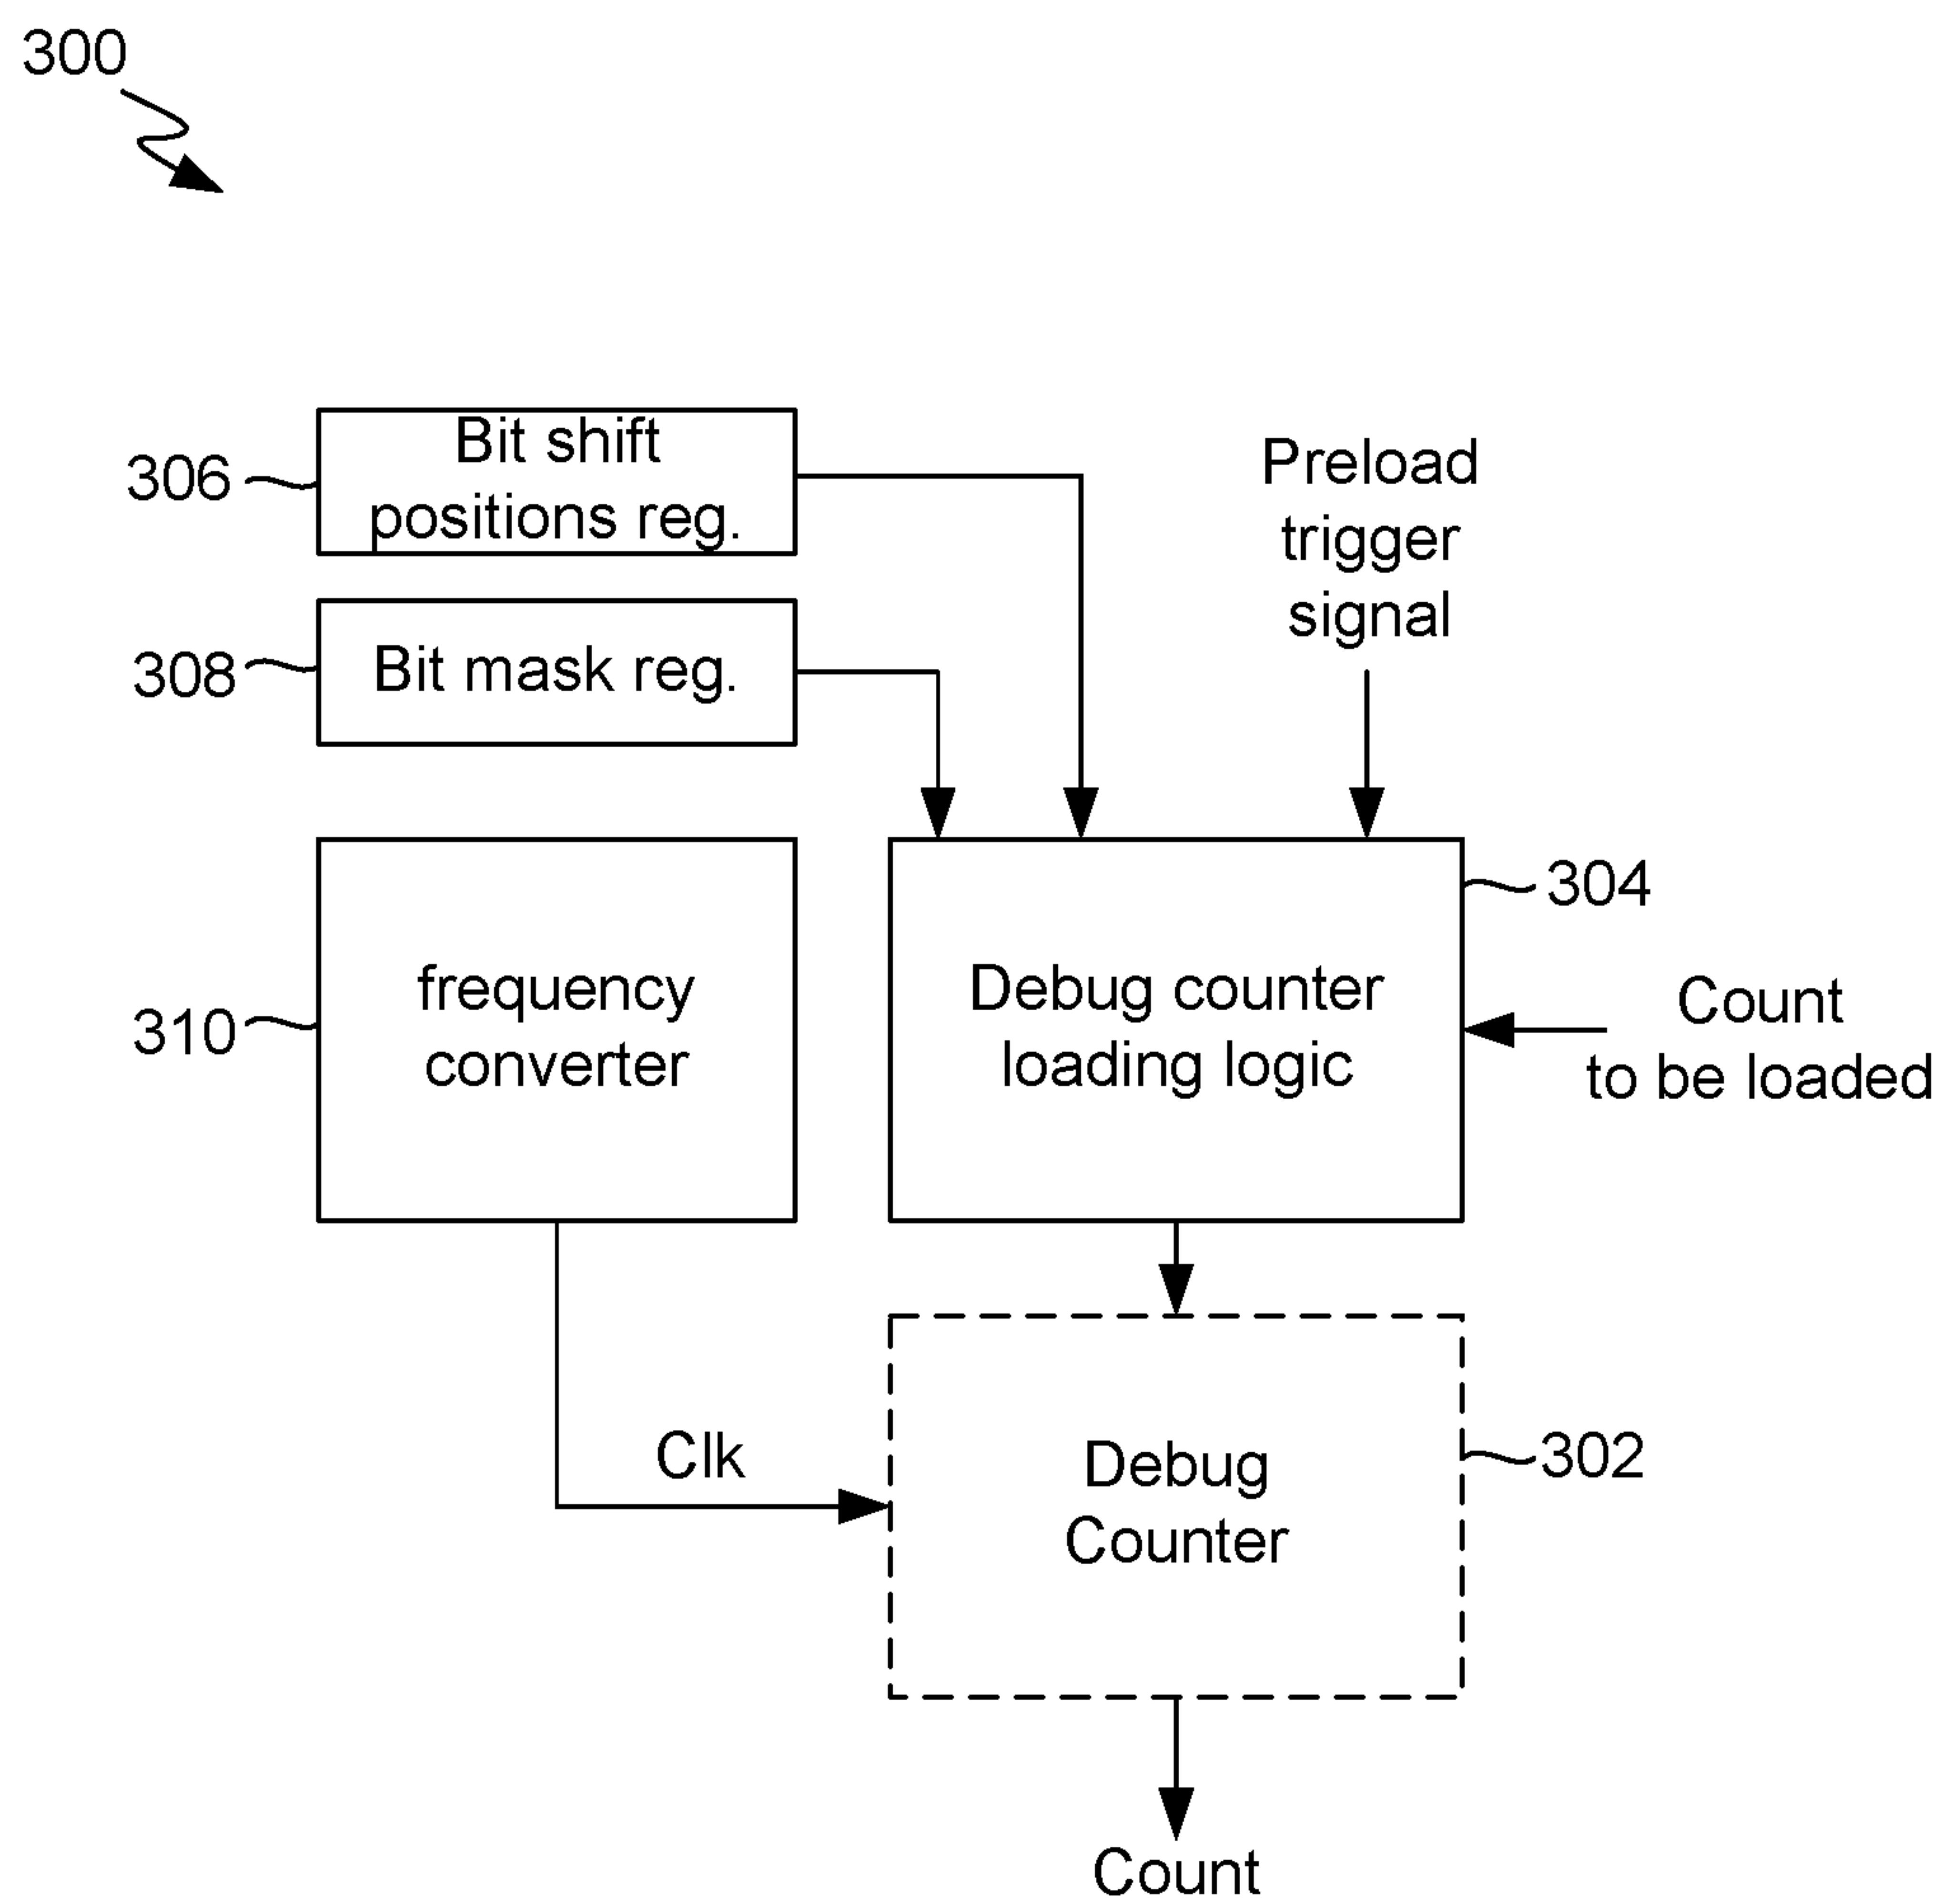 300
306
Bit shift
positions reg.
Preload
trigger
signal
308
Bit mask reg.
304
310
frequency
converter
Debug counter
loading logic
Count
to be loaded
Clk
Debug
Counter
302
Count